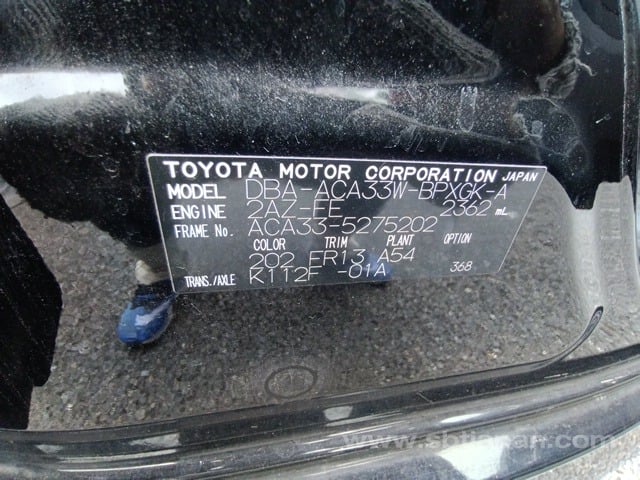 TOYOTA MOTOR CORPORATION JAPAN
MODEL DBA-ACA33W-BPXGK-A
ENGINE 2AZ-FE 2362 mL
FRAME No. ACA33-5275202
COLOR TRIM PLANT OPTION
202 FR13 A54
TRANS./AXLE K112F -01A 368
www.sbtjapan.com